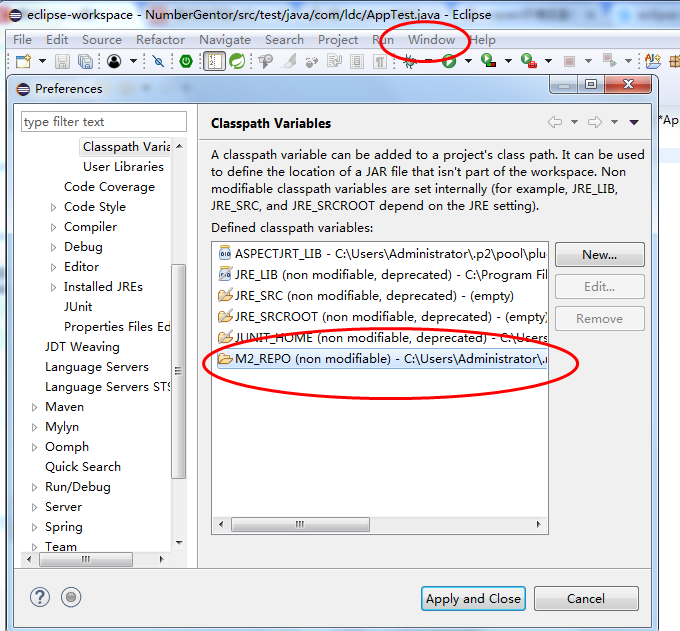 eclipse-workspace - NumberGentor/src/test/java/com/ldc/AppTest.java - Eclipse
File Edit Source Refactor Navigate Search Project Run Window Help
Preferences
*Ap
type filter text
Classpath Varia
User Libraries
Code Coverage
Code Style
Compiler
Debug
Editor
Installed JREs
JUnit
Properties Files Ed
JDT Weaving
Language Servers
Language Servers STS
Maven
Mylyn
Oomph
Quick Search
Run/Debug
Server
Spring
Team
Classpath Variables
A classpath variable can be added to a project's class path. It can be used
to define the location of a JAR file that isn't part of the workspace. Non
modifiable classpath variables are set internally (for example, JRE_LIB,
JRE_SRC, and JRE_SRCROOT depend on the JRE setting).
Defined classpath variables:
ASPECTJRT_LIB - C:\Users\Administrator\.p2\pool\plu
JRE_LIB (non modifiable, deprecated) - C:\Program Fil
JRE_SRC (non modifiable, deprecated) - (empty)
JRE_SRCROOT (non modifiable, deprecated) - (empty)
JUNIT_HOME (non modifiable, deprecated) - C:\Users
M2_REPO (non modifiable) - C:\Users\Administrator\.
New...
Edit...
Remove
Apply and Close
Cancel